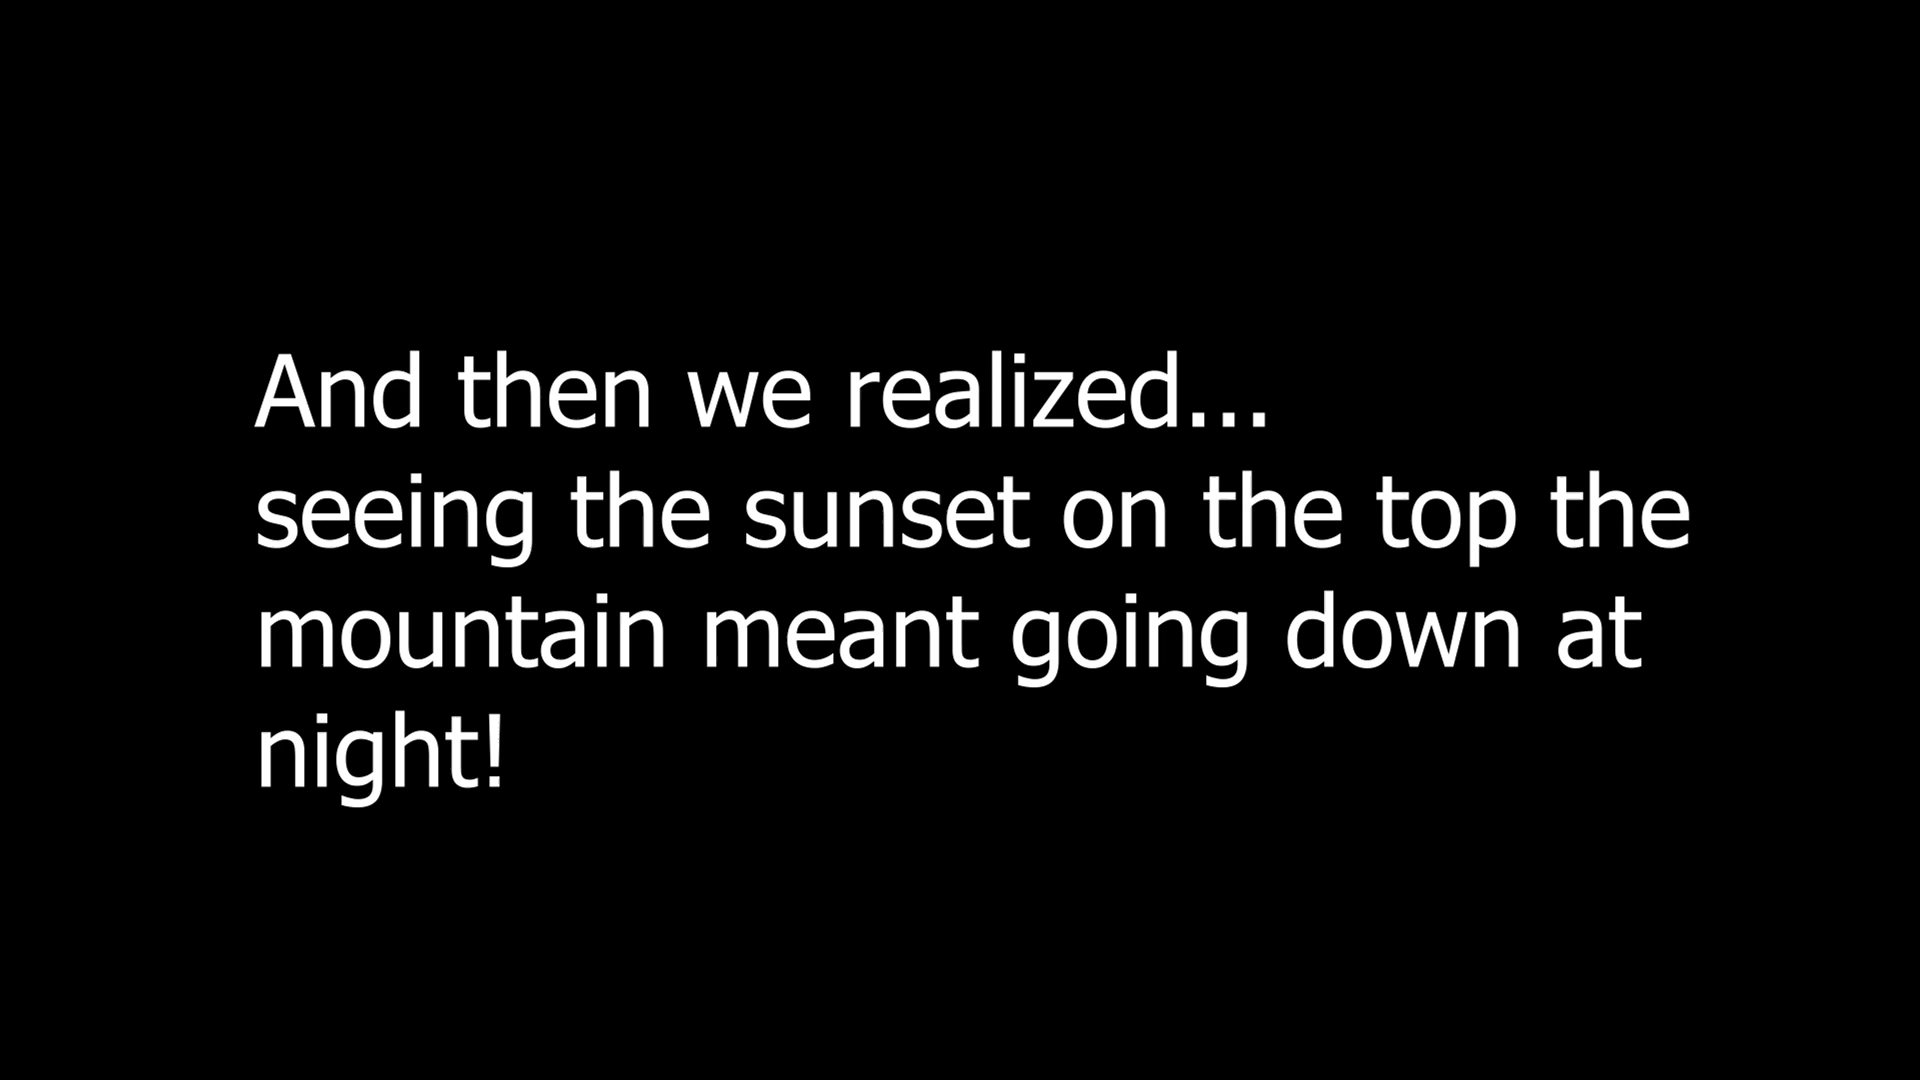 And then we realized...
seeing the sunset on the top the
mountain meant going down at
night!